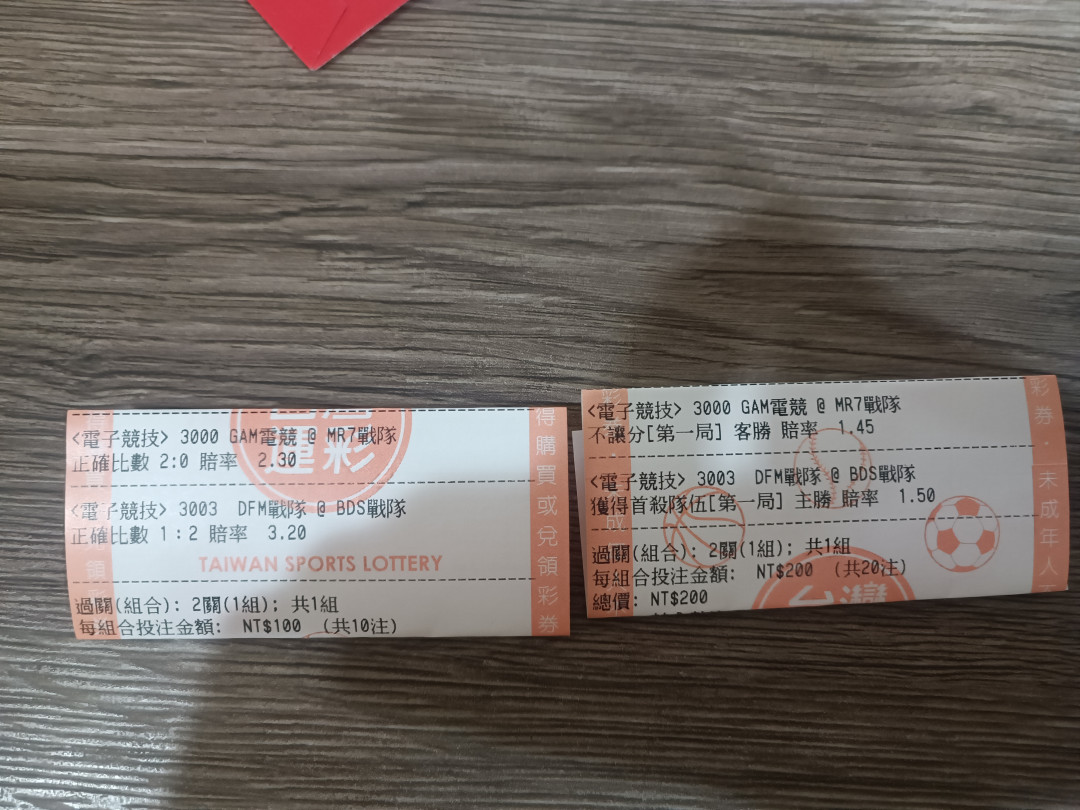 <電子競技> 3000 GAM電競 @ MR7戰隊
正確比數 2:0 賠率 2.30
<電子競技> 3003 DFM戰隊 @ BDS戰隊
正確比數 1:2 賠率 3.20
TAIWAN SPORTS LOTTERY
過關(組合): 2關(1組); 共1組
每組合投注金額: NT$100 (共10注)
得購買或兌領彩券
運彩
領
<電子競技> 3000 GAM電競 @ MR7戰隊
不讓分[第一局] 客勝 賠率 1.45
<電子競技> 3003 DFM戰隊 @ BDS戰隊
獲得首殺隊伍[第一局] 主勝 賠率 1.50
過關(組合): 2關(1組); 共1組
每組合投注金額: NT$200 (共20注)
總價: NT$200
台灣
彩券·未成年人
成